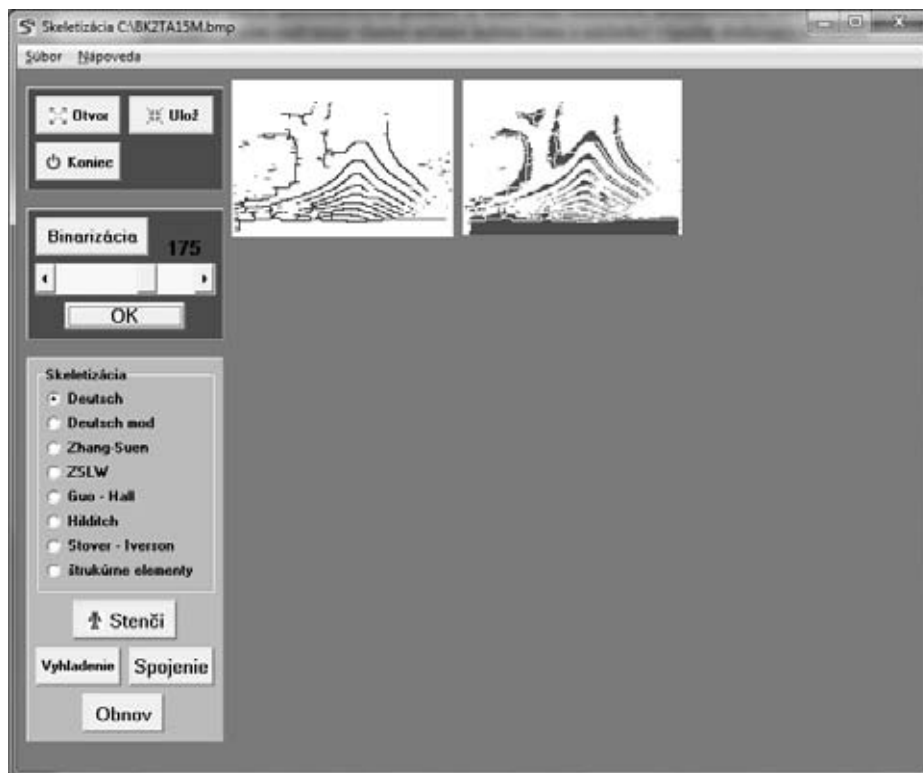 Skeletizácia C:\BK2TA15M.bmp
Súbor Nápoveda
Otvor Ulož
Koniec
Binarizácia 175
OK
Skeletizácia
Deutsch
Deutsch mod
Zhang-Suen
ZSLW
Guo - Hall
Hilditch
Stover - Iverson
štrukúrne elementy
Stenči
Vyhladenie Spojenie
Obnov